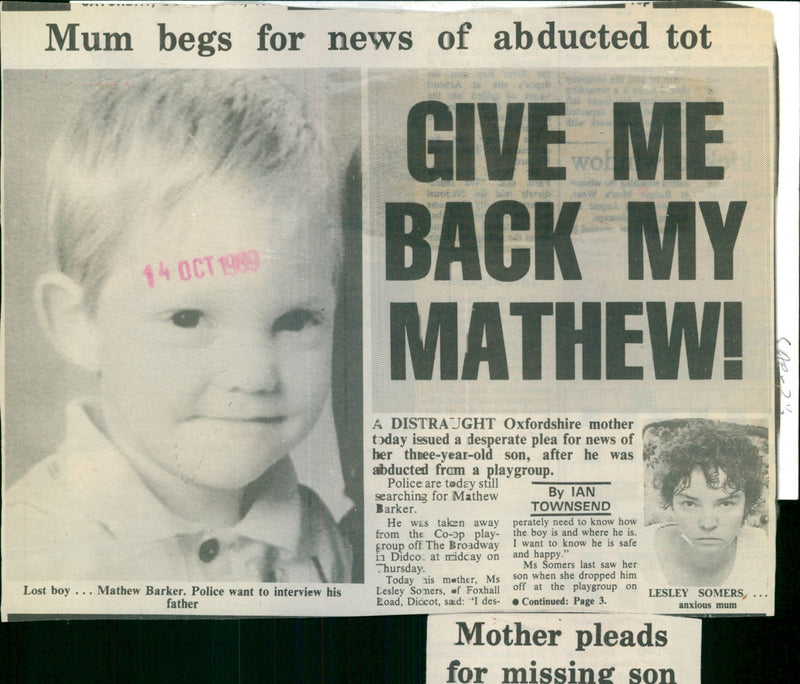 Mum begs for news of abducted tot
14 OCT 1989
GIVE ME
BACK MY
MATHEW!
A DISTRAUGHT Oxfordshire mother
today issued a desperate plea for news of
her three-year-old son, after he was
abducted from a playgroup.
Police are today still
searching for Mathew
Barker.
He was taken away
from the Co-op play-
group off The Broadway
in Didcot at midday on
Thursday.
Today his mother, Ms
Lesley Somers, of Foxhall
Road, Didcot, said: "I des-
By IAN
TOWNSEND
perately need to know how
the boy is and where he is.
I want to know he is safe
and happy."
Ms Somers last saw her
son when she dropped him
off at the playgroup on
● Continued: Page 3.
LESLEY SOMERS, ...
anxious mum
Lost boy ... Mathew Barker. Police want to interview his
father
Mother pleads
for missing son